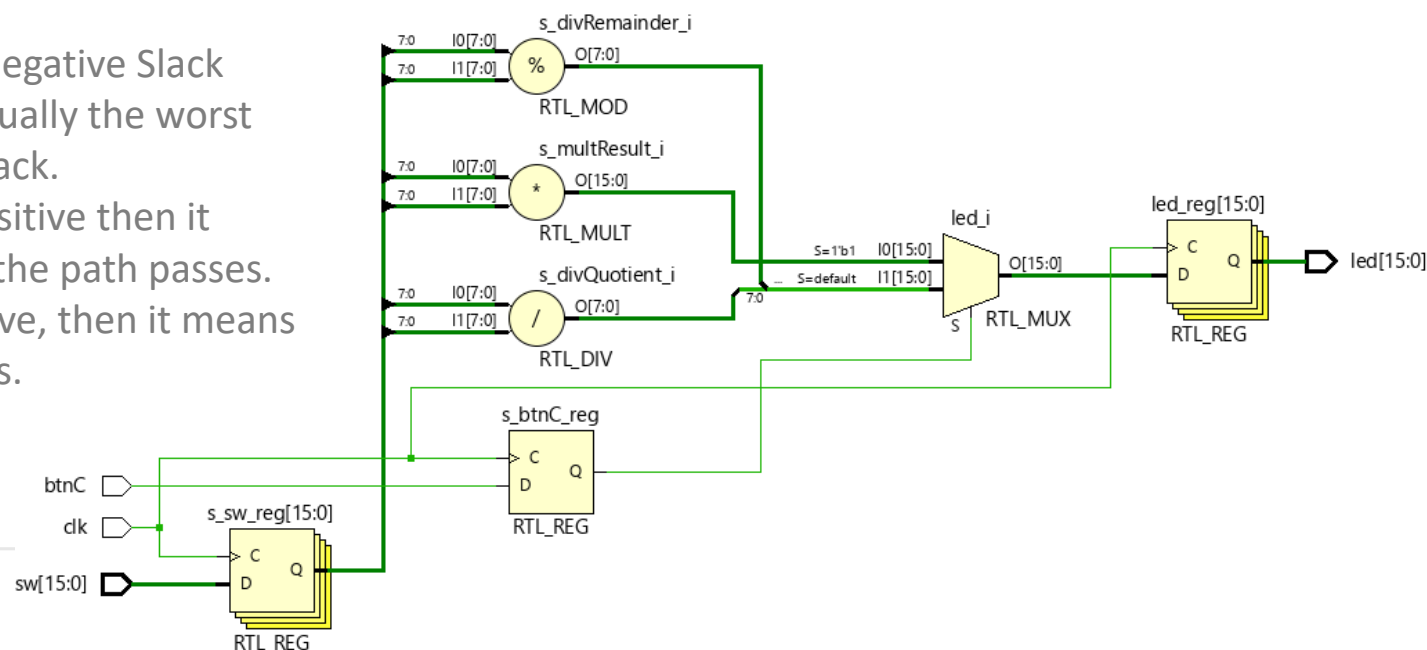 egative Slack
ually the worst
ack.
sitive then it
the path passes.
ve, then it means
s.
s_divRemainder_i
7:0 I0[7:0]
7:0 I1[7:0]
%
O[7:0]
RTL_MOD
s_multResult_i
7:0 I0[7:0]
7:0 I1[7:0]
*
O[15:0]
RTL_MULT
s_divQuotient_i
7:0 I0[7:0]
7:0 I1[7:0]
/
O[7:0]
RTL_DIV
led_i
S=1'b1 I0[15:0]
... S=default I1[15:0]
7:0
O[15:0]
S
RTL_MUX
led_reg[15:0]
C
D
Q
RTL_REG
led[15:0]
s_btnC_reg
C
D
Q
RTL_REG
btnC
clk
sw[15:0]
s_sw_reg[15:0]
C
D
Q
RTL_REG